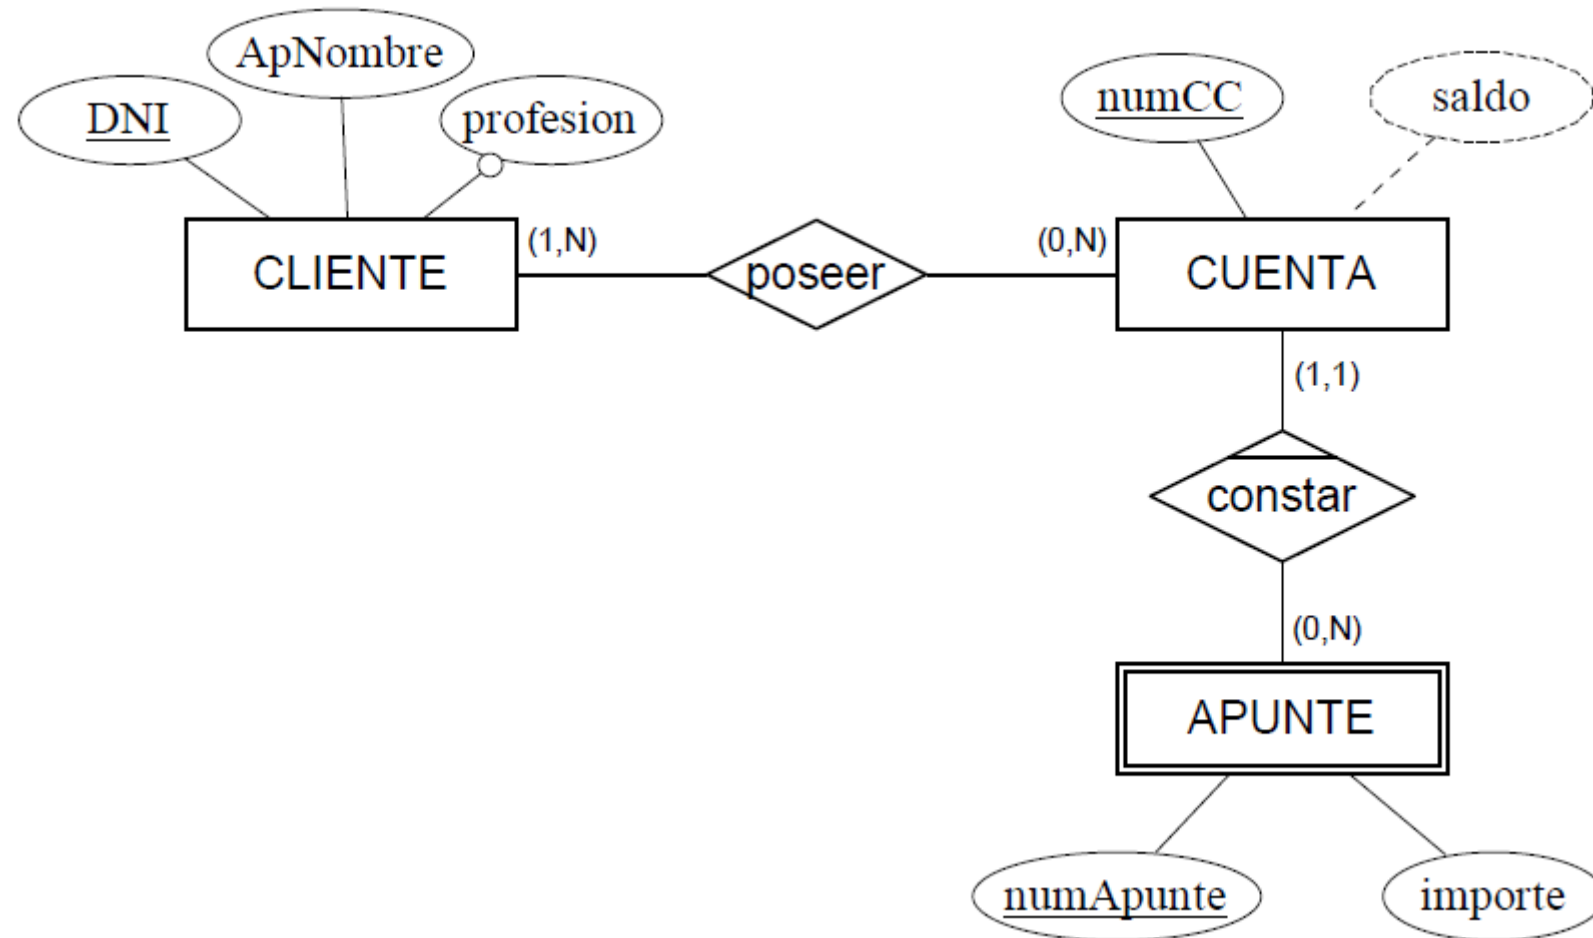 ApNombre
DNI
profesion
numCC
saldo
CLIENTE
(1,N)
poseer
(0,N)
CUENTA
(1,1)
constar
(0,N)
APUNTE
numApunte
importe